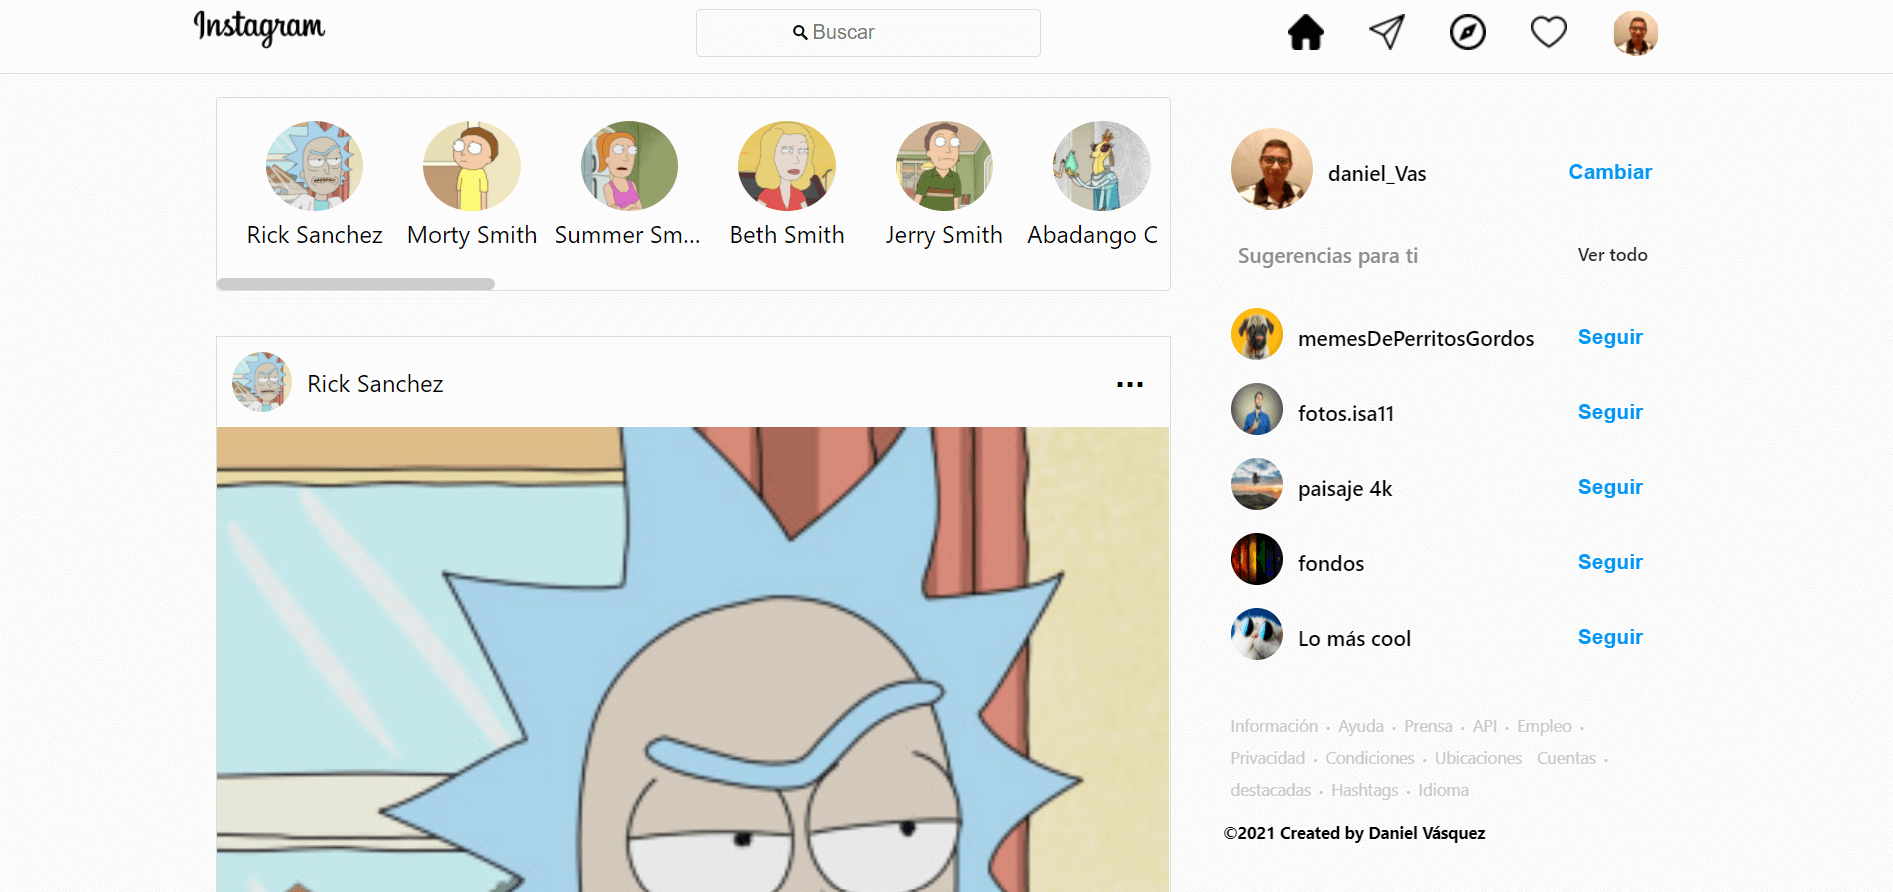 Instagram
Buscar
Rick Sanchez
Morty Smith
Summer Sm...
Beth Smith
Jerry Smith
Abadango C
Rick Sanchez
...
daniel_Vas
Cambiar
Sugerencias para ti
Ver todo
memesDePerritosGordos
Seguir
fotos.isa11
Seguir
paisaje 4k
Seguir
fondos
Seguir
Lo más cool
Seguir
Información · Ayuda · Prensa · API · Empleo ·
Privacidad · Condiciones · Ubicaciones Cuentas ·
destacadas · Hashtags · Idioma
©2021 Created by Daniel Vásquez